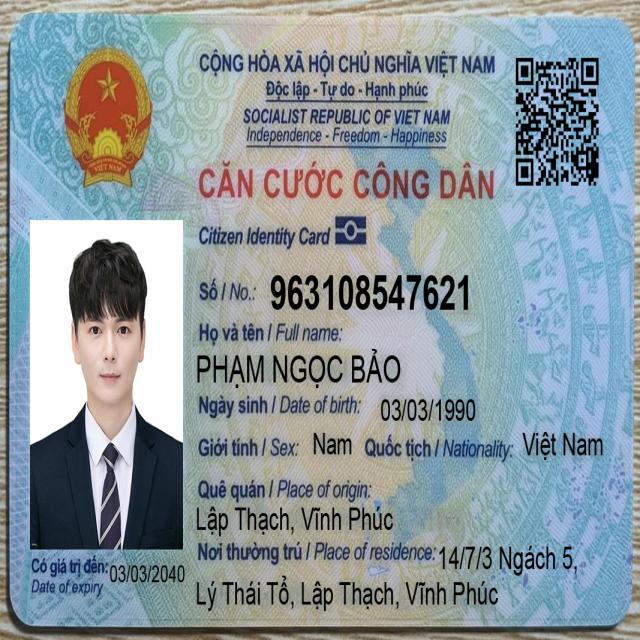 CỘNG HÒA XÃ HỘI CHỦ NGHĨA VIỆT NAM
Độc lập - Tự do - Hạnh phúc
SOCIALIST REPUBLIC OF VIET NAM
Independence - Freedom - Happiness
CĂN CƯỚC CÔNG DÂN
Citizen Identity Card
VIỆT NAM
Số / No.: 963108547621
Họ và tên / Full name:
PHẠM NGỌC BẢO
Ngày sinh / Date of birth: 03/03/1990
Giới tính / Sex: Nam Quốc tịch / Nationality: Việt Nam
Quê quán / Place of origin:
Lập Thạch, Vĩnh Phúc
Nơi thường trú / Place of residence: 14/7/3 Ngách 5,
Lý Thái Tổ, Lập Thạch, Vĩnh Phúc
Có giá trị đến: 03/03/2040
Date of expiry